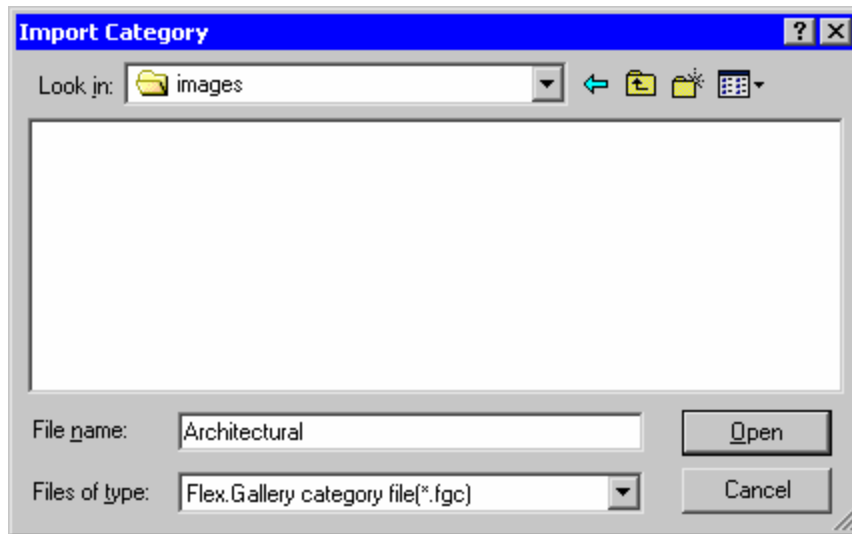 Import Category
Look in: images
File name: Architectural Open
Files of type: Flex.Gallery category file(*.fgc) Cancel